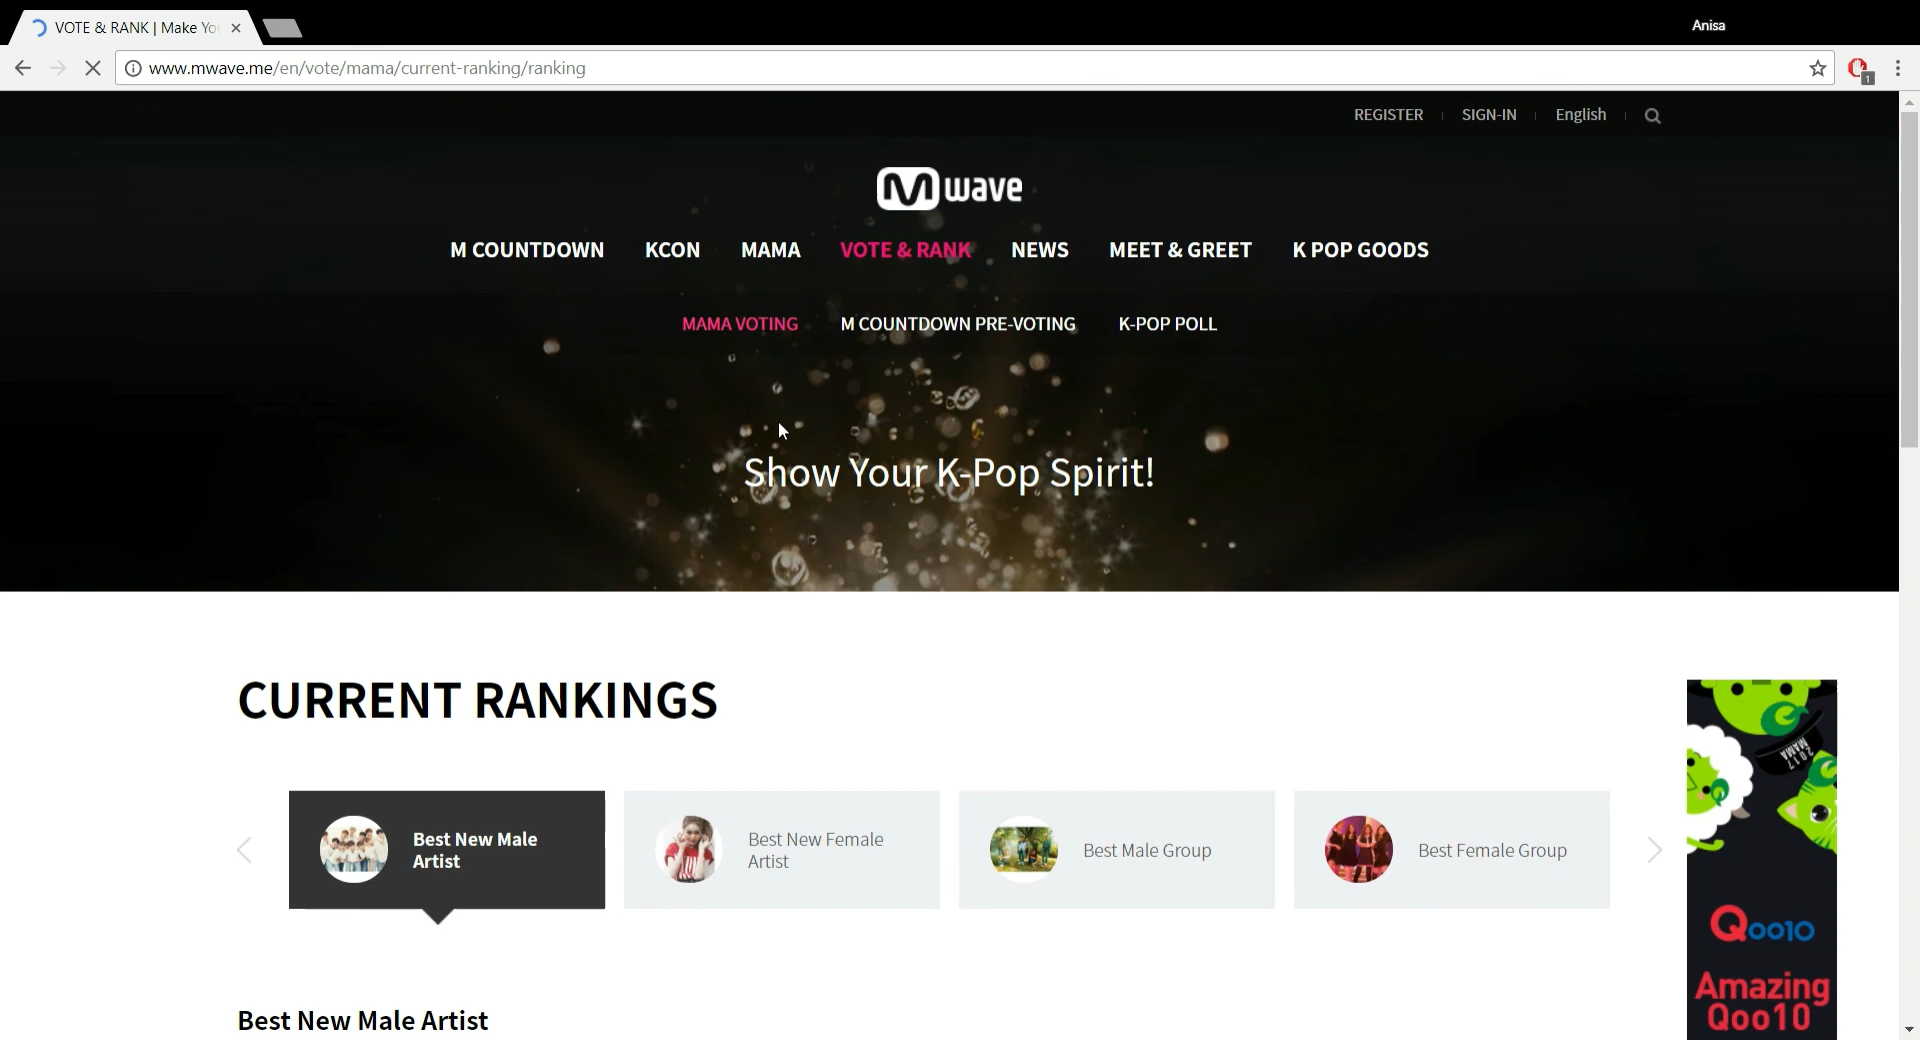 VOTE & RANK | Make Yo
Anisa
www.mwave.me/en/vote/mama/current-ranking/ranking
1
REGISTER
SIGN-IN
English
M wave
M COUNTDOWN
KCON
MAMA
VOTE & RANK
NEWS
MEET & GREET
K POP GOODS
MAMA VOTING
M COUNTDOWN PRE-VOTING
K-POP POLL
Show Your K-Pop Spirit!
CURRENT RANKINGS
Best New Male
Artist
Best New Female
Artist
Best Male Group
Best Female Group
2017
MAMA
Qoo10
Amazing
Qoo10
Best New Male Artist